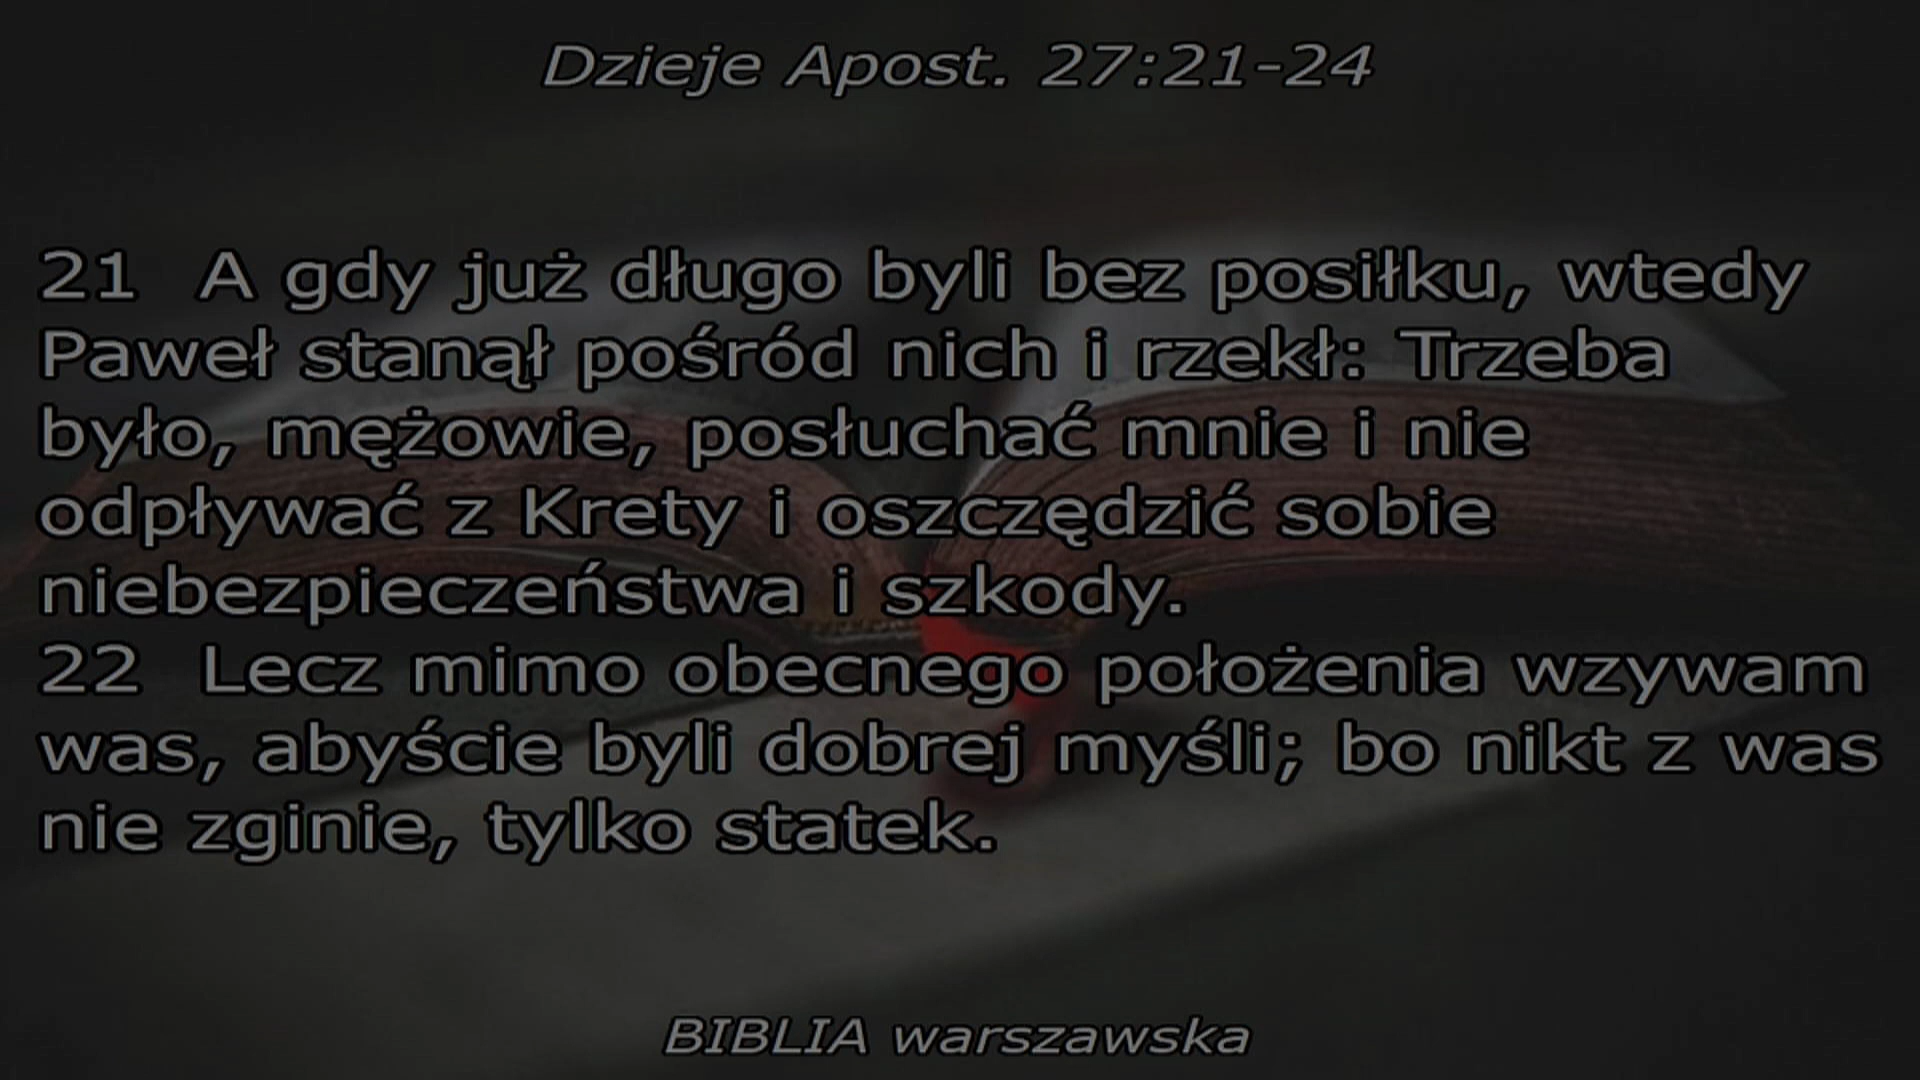 Dzieje Apost. 27:21-24
21 A gdy już długo byli bez posiłku, wtedy
Paweł stanął pośród nich i rzekł: Trzeba
było, mężowie, posłuchać mnie i nie
odpływać z Krety i oszczędzić sobie
niebezpieczeństwa i szkody.
22 Lecz mimo obecnego położenia wzywam
was, abyście byli dobrej myśli; bo nikt z was
nie zginie, tylko statek.
BIBLIA warszawska